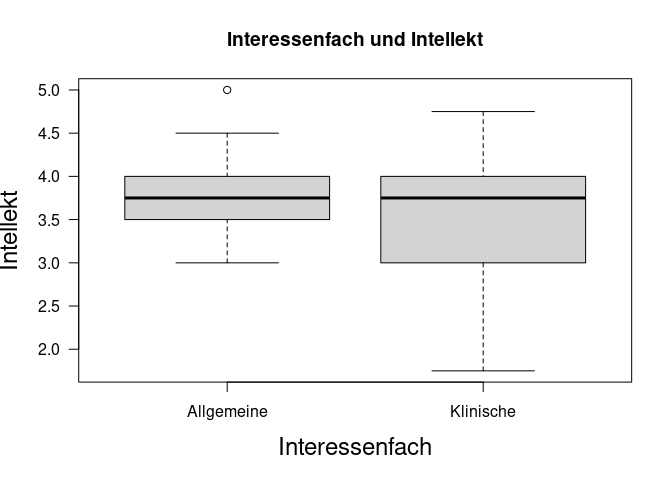 Interessenfach und Intellekt
5.0
4.5
4.0
3.5
3.0
2.5
2.0
Intellekt
Allgemeine
Klinische
Interessenfach